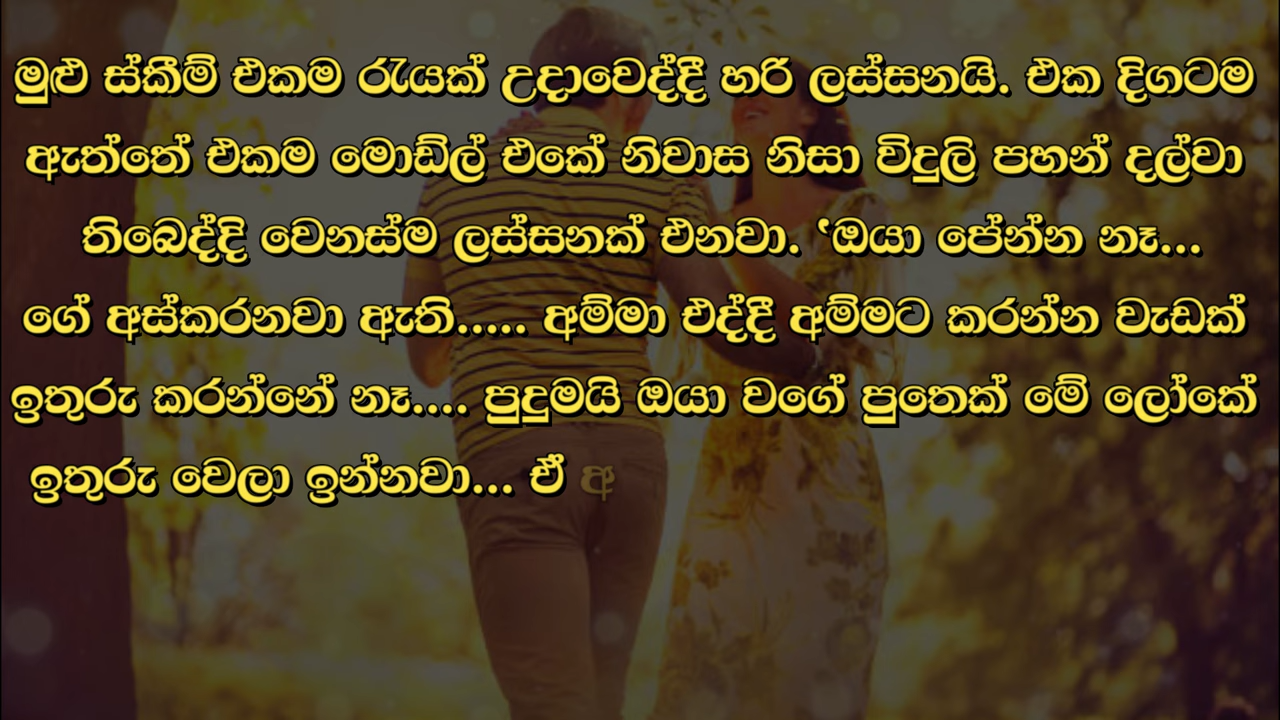 මුළු ස්කීම් එකම රැයක් උදාවෙද්දී හරි ලස්සනයි. එක දිගටම
ඇත්තේ එකම මොඩ්ල් එකේ නිවාස නිසා විදුලි පහන් දල්වා
තිබෙද්දි වෙනස්ම ලස්සනක් එනවා. ‘ඔයා පේන්න නෑ...
ගේ අස්කරනවා ඇති..... අම්මා එද්දී අම්මට කරන්න වැඩක්
ඉතුරු කරන්නේ නෑ.... පුදුමයි ඔයා වගේ පුතෙක් මේ ලෝකේ
ඉතුරු වෙලා ඉන්නවා... ඒ අ